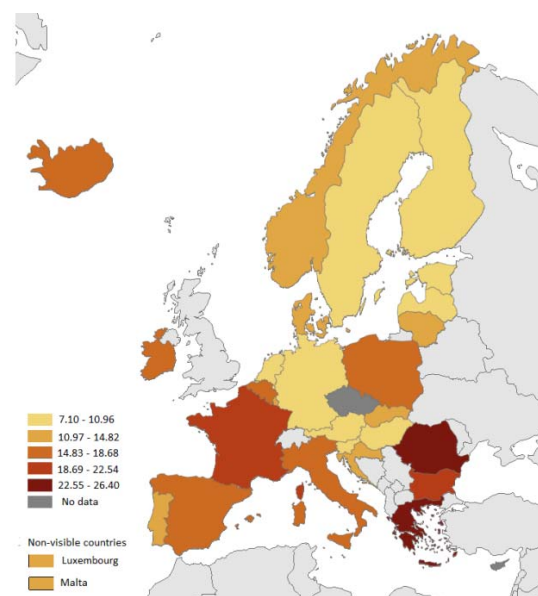 7.10 - 10.96
10.97 - 14.82
14.83 - 18.68
18.69 - 22.54
22.55 - 26.40
No data
Non-visible countries
Luxembourg
Malta